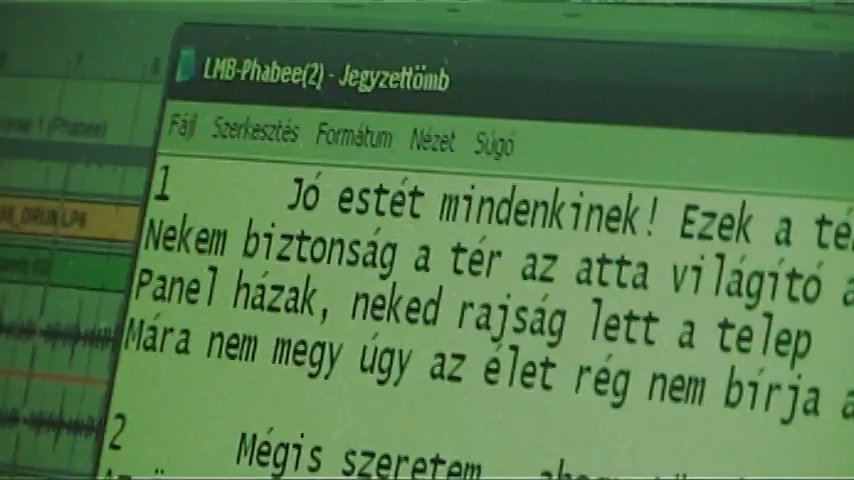 LMB-Phabee(2) - Jegyzettömb
Fájl Szerkesztés Formátum Nézet Súgó
1 Jó estét mindenkinek! Ezek a
Nekem biztonság a tér az atta világító
Panel házak, neked rajság lett a telep
Mára nem megy úgy az élet rég nem bírja
2 Mégis szeretem
7